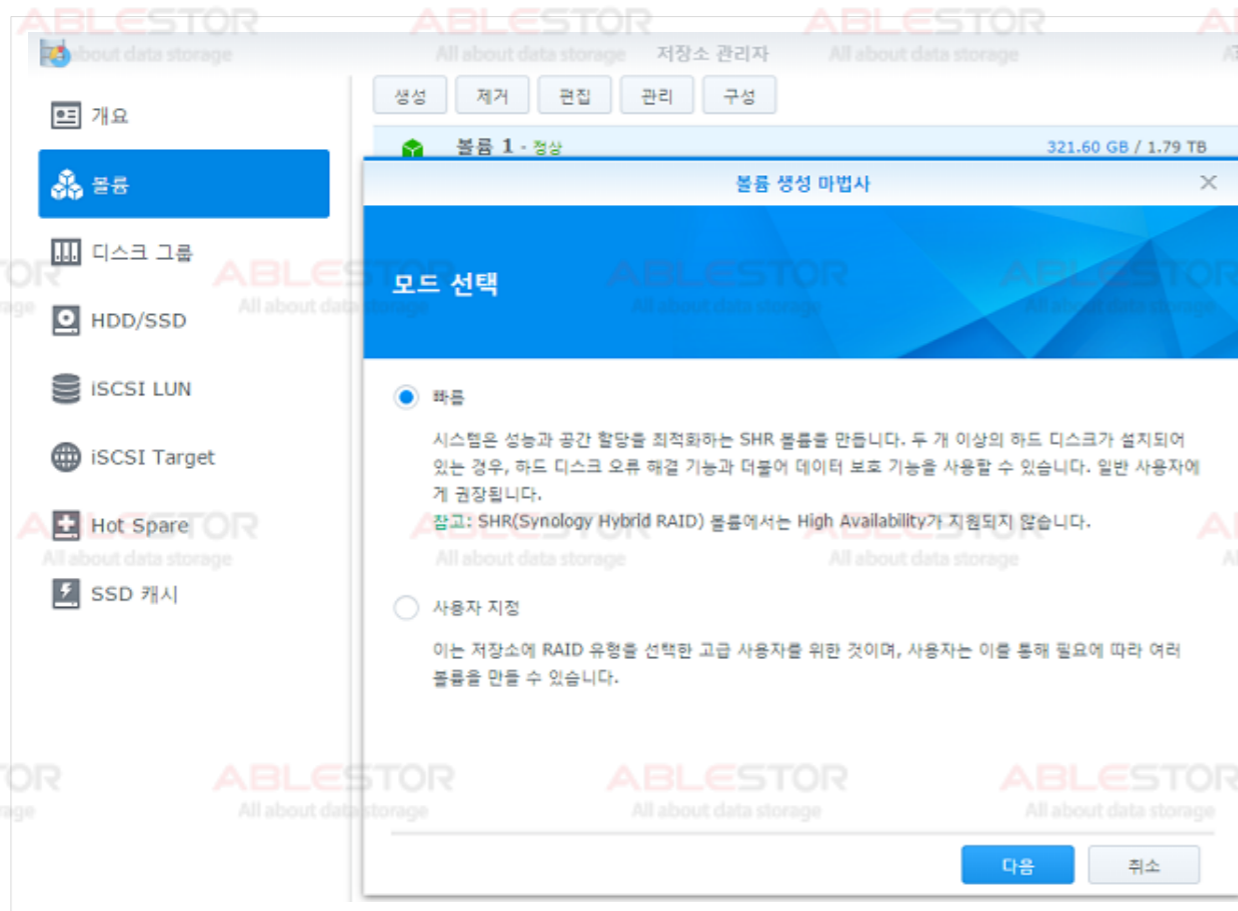 저장소 관리자
생성 제거 편집 관리 구성
개요
볼륨
디스크 그룹
HDD/SSD
iSCSI LUN
iSCSI Target
Hot Spare
SSD 캐시
볼륨 1 - 정상 321.60 GB / 1.79 TB
볼륨 생성 마법사
모드 선택
빠름
시스템은 성능과 공간 할당을 최적화하는 SHR 볼륨을 만듭니다. 두 개 이상의 하드 디스크가 설치되어
있는 경우, 하드 디스크 오류 해결 기능과 더불어 데이터 보호 기능을 사용할 수 있습니다. 일반 사용자에
게 권장됩니다.
참고: SHR(Synology Hybrid RAID) 볼륨에서는 High Availability가 지원되지 않습니다.
사용자 지정
이는 저장소에 RAID 유형을 선택한 고급 사용자를 위한 것이며, 사용자는 이를 통해 필요에 따라 여러
볼륨을 만들 수 있습니다.
다음 취소
ABLESTOR
All about data storage